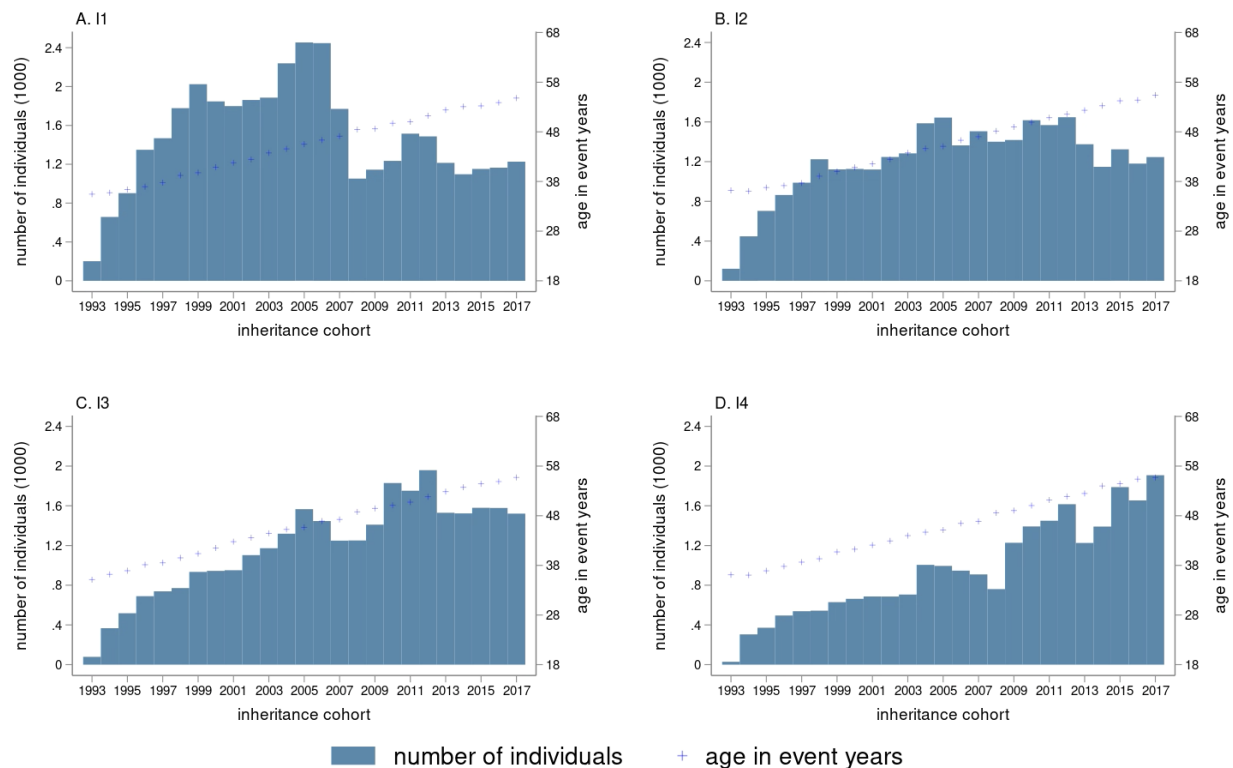 A. I1
number of individuals (1000)
2.4
2
1.6
1.2
.8
.4
0
68
58
48
38
28
18
age in event years
1993 1995 1997 1999 2001 2003 2005 2007 2009 2011 2013 2015 2017
inheritance cohort
B. I2
number of individuals (1000)
2.4
2
1.6
1.2
.8
.4
0
68
58
48
38
28
18
age in event years
1993 1995 1997 1999 2001 2003 2005 2007 2009 2011 2013 2015 2017
inheritance cohort
C. I3
number of individuals (1000)
2.4
2
1.6
1.2
.8
.4
0
68
58
48
38
28
18
age in event years
1993 1995 1997 1999 2001 2003 2005 2007 2009 2011 2013 2015 2017
inheritance cohort
D. I4
number of individuals (1000)
2.4
2
1.6
1.2
.8
.4
0
68
58
48
38
28
18
age in event years
1993 1995 1997 1999 2001 2003 2005 2007 2009 2011 2013 2015 2017
inheritance cohort
number of individuals + age in event years